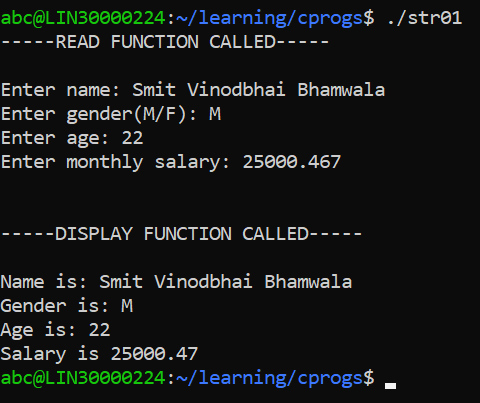 abc@LIN30000224:~/learning/cprogs$ ./str01
-----READ FUNCTION CALLED-----
Enter name: Smit Vinodbhai Bhamwala
Enter gender(M/F): M
Enter age: 22
Enter monthly salary: 25000.467
-----DISPLAY FUNCTION CALLED-----
Name is: Smit Vinodbhai Bhamwala
Gender is: M
Age is: 22
Salary is 25000.47
abc@LIN30000224:~/learning/cprogs$